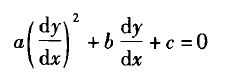 a(dy/dx)² + b dy/dx + c = 0